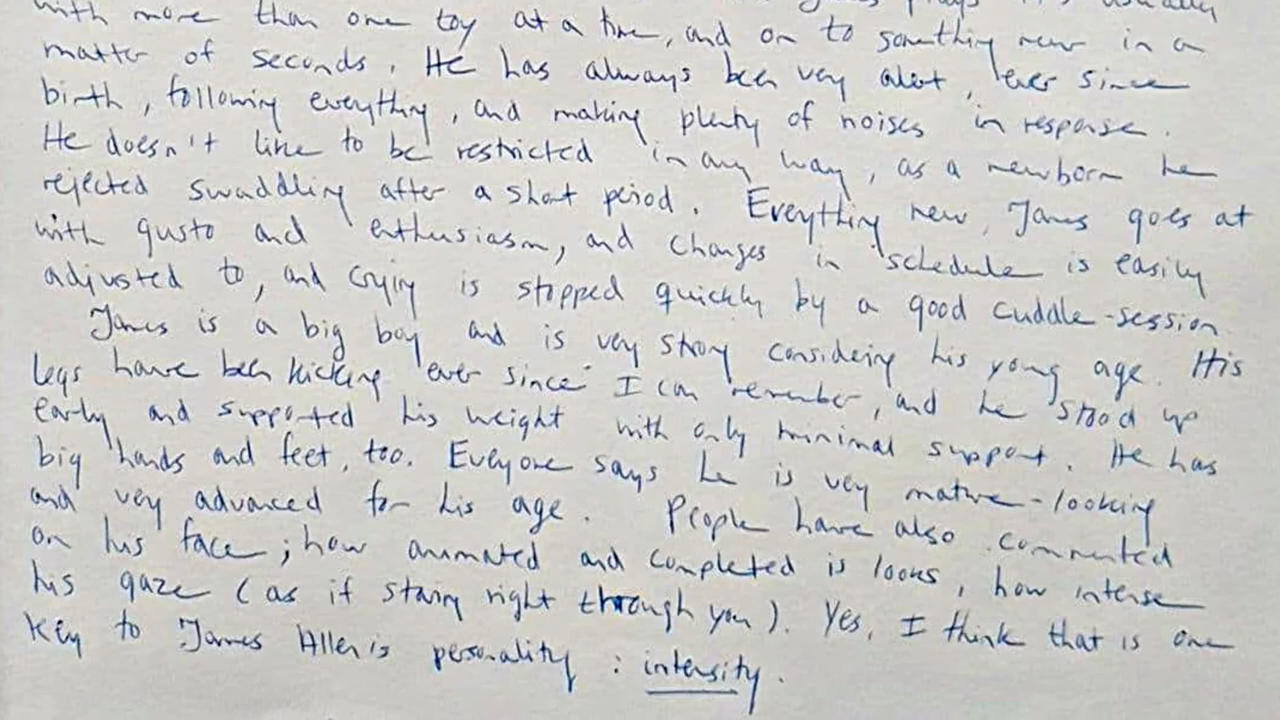 with more than one toy at a time, and on to something new in a
matter of seconds. He has always been very alert, ever since
birth, following everything, and making plenty of noises in response.
He doesn't like to be restricted in any way, as a newborn he
rejected swaddling after a short period. Everything new, James goes at
with gusto and enthusiasm, and changes in schedule is easily
adjusted to, and crying is stopped quickly by a good cuddle-session.
James is a big boy and is very strong considering his young age. His
legs have been kicking ever since I can remember, and he stood up
early and supported his weight with only minimal support. He has
big hands and feet, too. Everyone says he is very mature-looking
and very advanced for his age. People have also commented
on his face; how animated and completed is looks, how intense
his gaze (as if staring right through you). Yes, I think that is one
key to James Allen's personality: intensity.